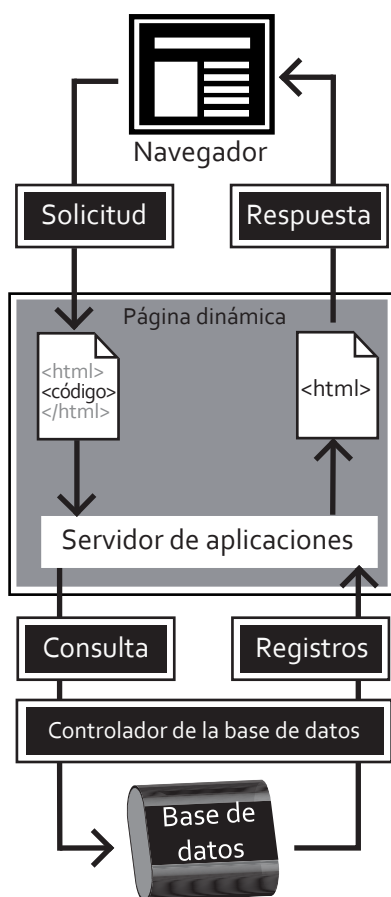 Navegador
Solicitud
Respuesta
Página dinámica
<html>
<código>
</html>
<html>
Servidor de aplicaciones
Consulta
Registros
Controlador de la base de datos
Base de
datos